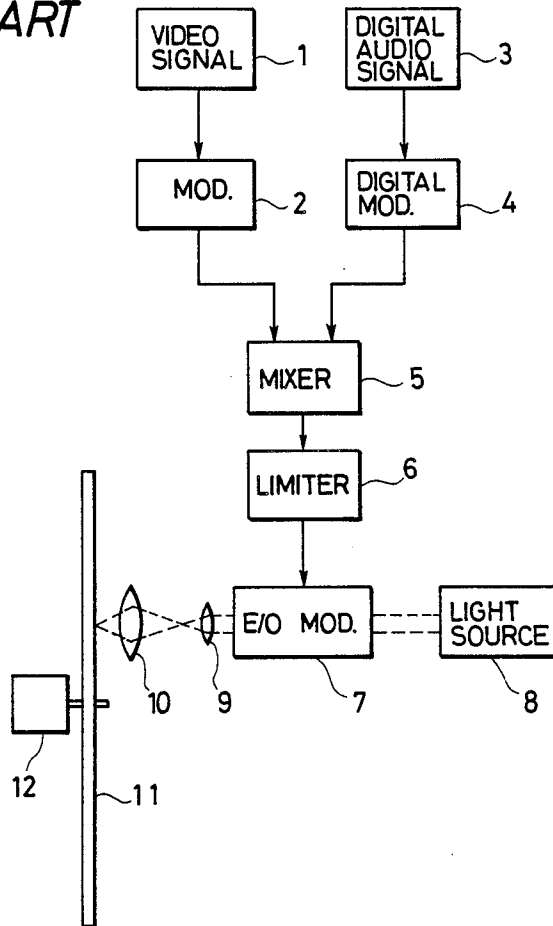 ART
VIDEO
SIGNAL
1
DIGITAL
AUDIO
SIGNAL
3
MOD.
2
DIGITAL
MOD.
4
MIXER
5
LIMITER
6
E/O MOD.
7
LIGHT
SOURCE
8
9
10
11
12